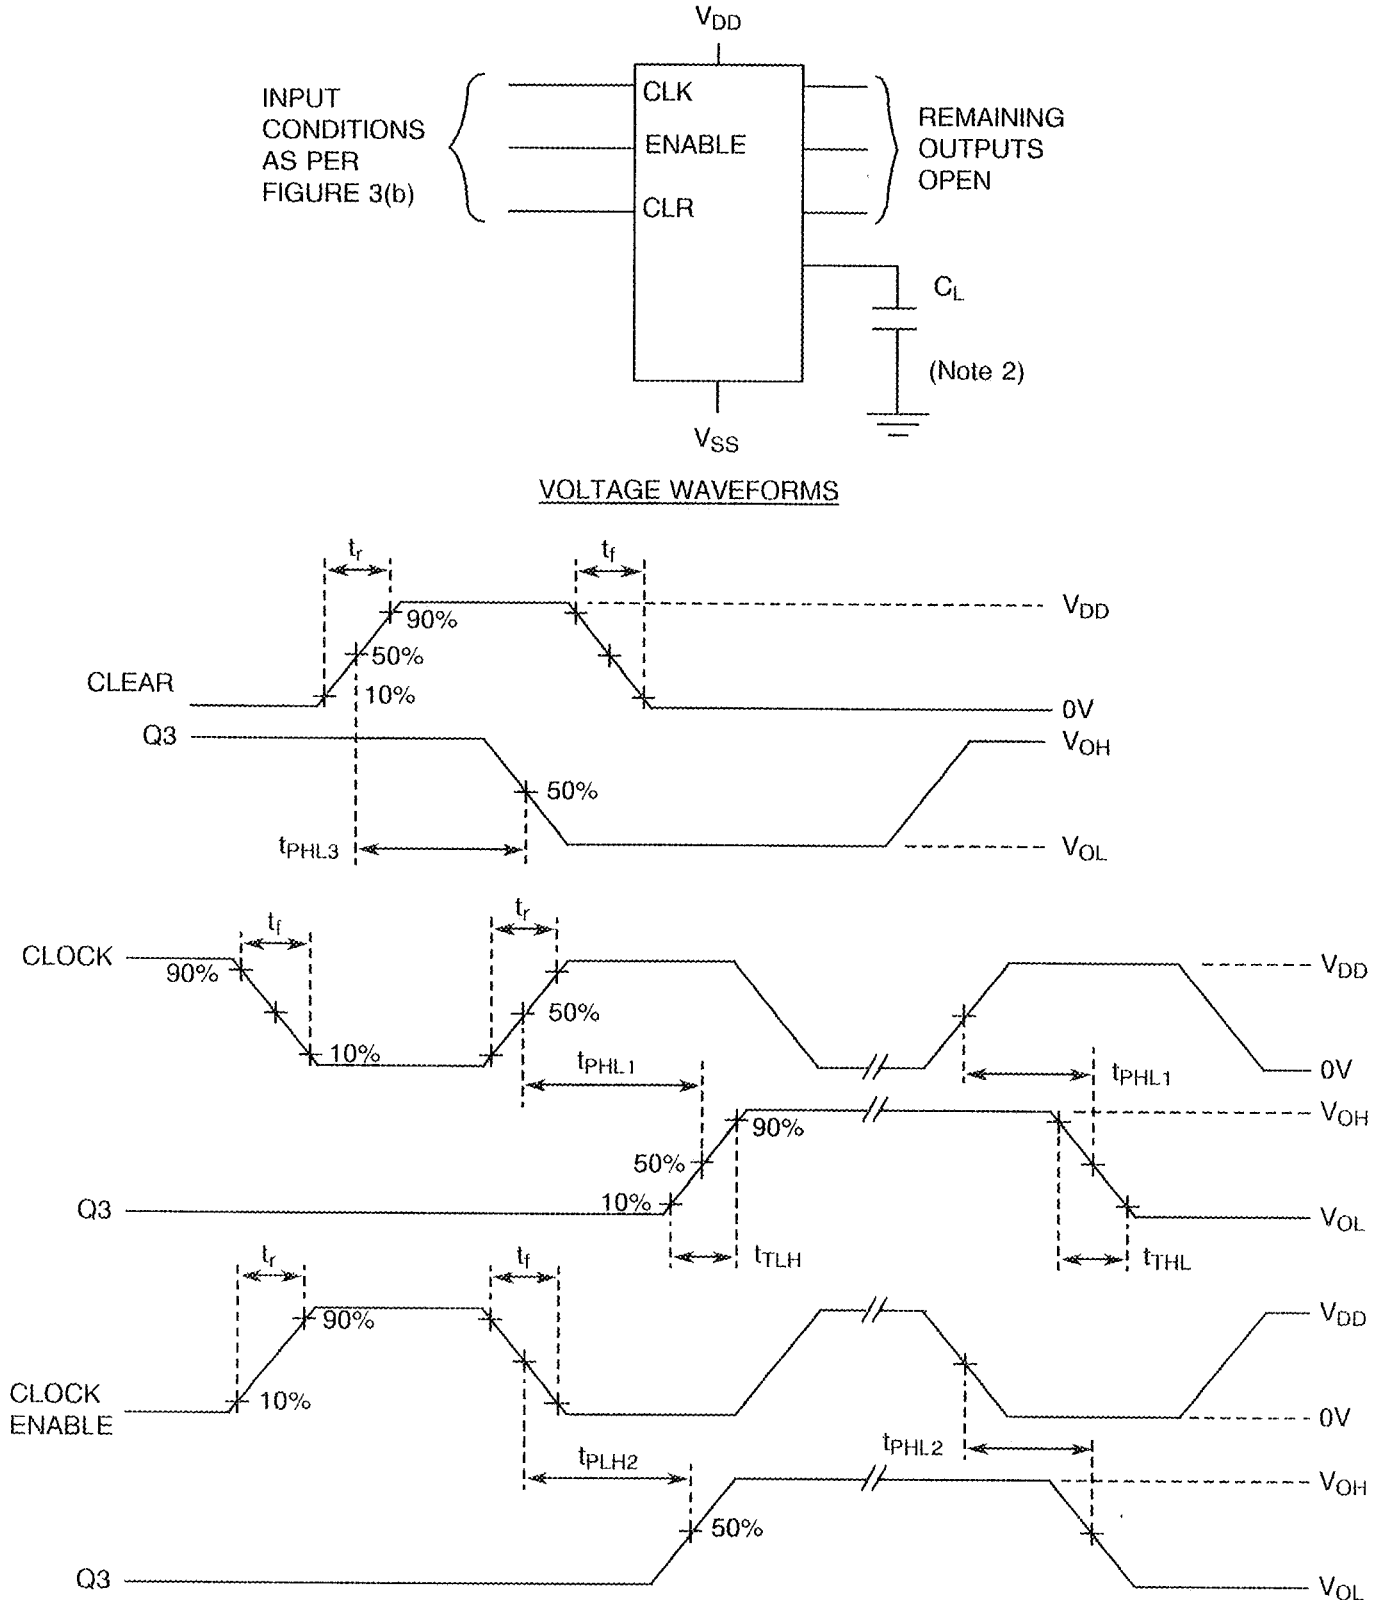 VDD
INPUT
CONDITIONS
AS PER
FIGURE 3(b)
CLK
ENABLE
CLR
REMAINING
OUTPUTS
OPEN
CL
(Note 2)
VSS
VOLTAGE WAVEFORMS
tr
tf
VDD
90%
50%
CLEAR
10%
0V
Q3
VOH
50%
tPHL3
VOL
tf
tr
CLOCK
90%
VDD
50%
10%
tPHL1
tPHL1
0V
VOH
90%
50%
10%
Q3
VOL
tr
tf
tTLH
tTHL
90%
VDD
CLOCK
ENABLE
10%
0V
tPLH2
tPHL2
VOH
50%
Q3
VOL